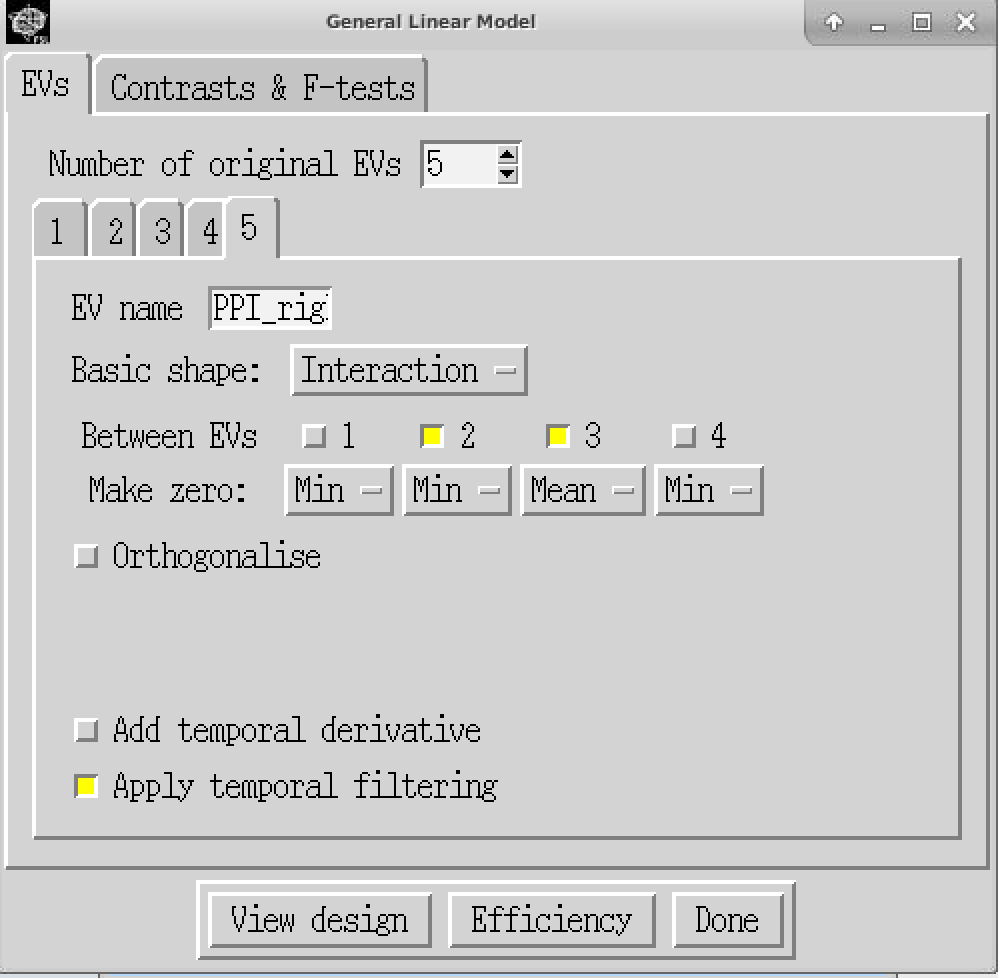 General Linear Model
EVs Contrasts & F-tests
Number of original EVs 5
1 2 3 4 5
EV name PPI_rig
Basic shape: Interaction
Between EVs 1 2 3 4
Make zero: Min Min Mean Min
Orthogonalise
Add temporal derivative
Apply temporal filtering
View design Efficiency Done